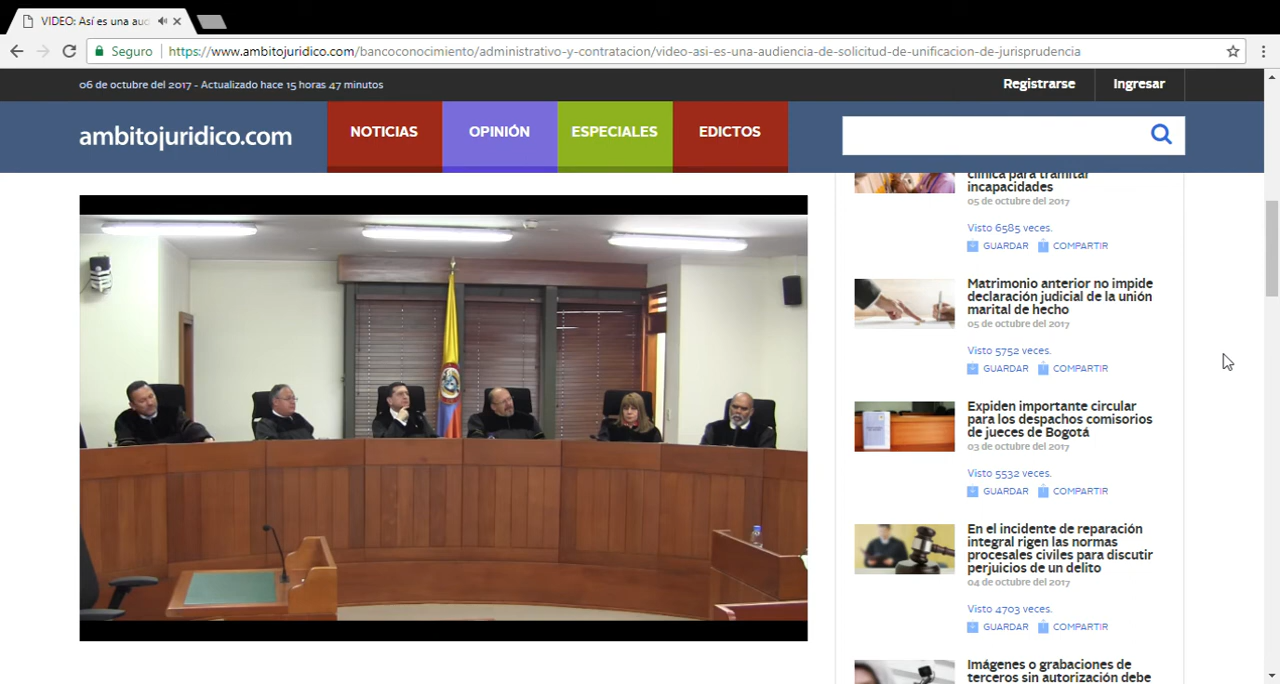 VIDEO: Así es una aud
Seguro
https://www.ambitojuridico.com/bancoconocimiento/administrativo-y-contratacion/video-asi-es-una-audiencia-de-solicitud-de-unificacion-de-jurisprudencia
06 de octubre del 2017 - Actualizado hace 15 horas 47 minutos
Registrarse
Ingresar
ambitojuridico.com
NOTICIAS
OPINIÓN
ESPECIALES
EDICTOS
clínica para tramitar
incapacidades
05 de octubre del 2017
Visto 6585 veces.
GUARDAR COMPARTIR
Matrimonio anterior no impide
declaración judicial de la unión
marital de hecho
05 de octubre del 2017
Visto 5752 veces.
GUARDAR COMPARTIR
Expiden importante circular
para los despachos comisorios
de jueces de Bogotá
03 de octubre del 2017
Visto 5532 veces.
GUARDAR COMPARTIR
En el incidente de reparación
integral rigen las normas
procesales civiles para discutir
perjuicios de un delito
04 de octubre del 2017
Visto 4703 veces.
GUARDAR COMPARTIR
Imágenes o grabaciones de
terceros sin autorización debe